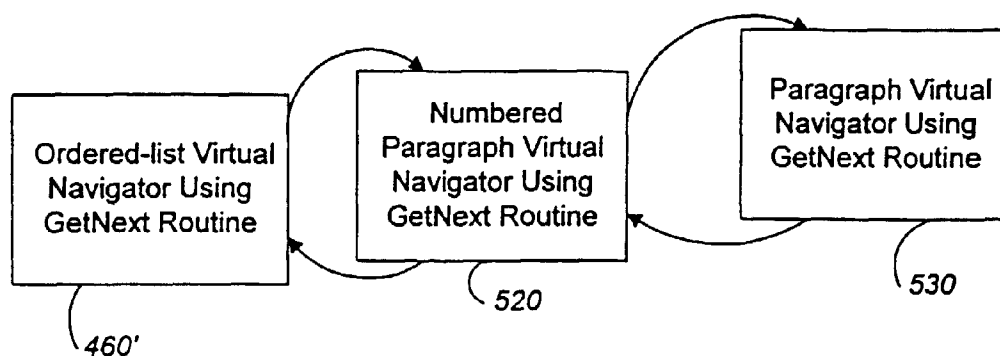 Ordered-list Virtual
Navigator Using
GetNext Routine
460'
Numbered
Paragraph Virtual
Navigator Using
GetNext Routine
520
Paragraph Virtual
Navigator Using
GetNext Routine
530